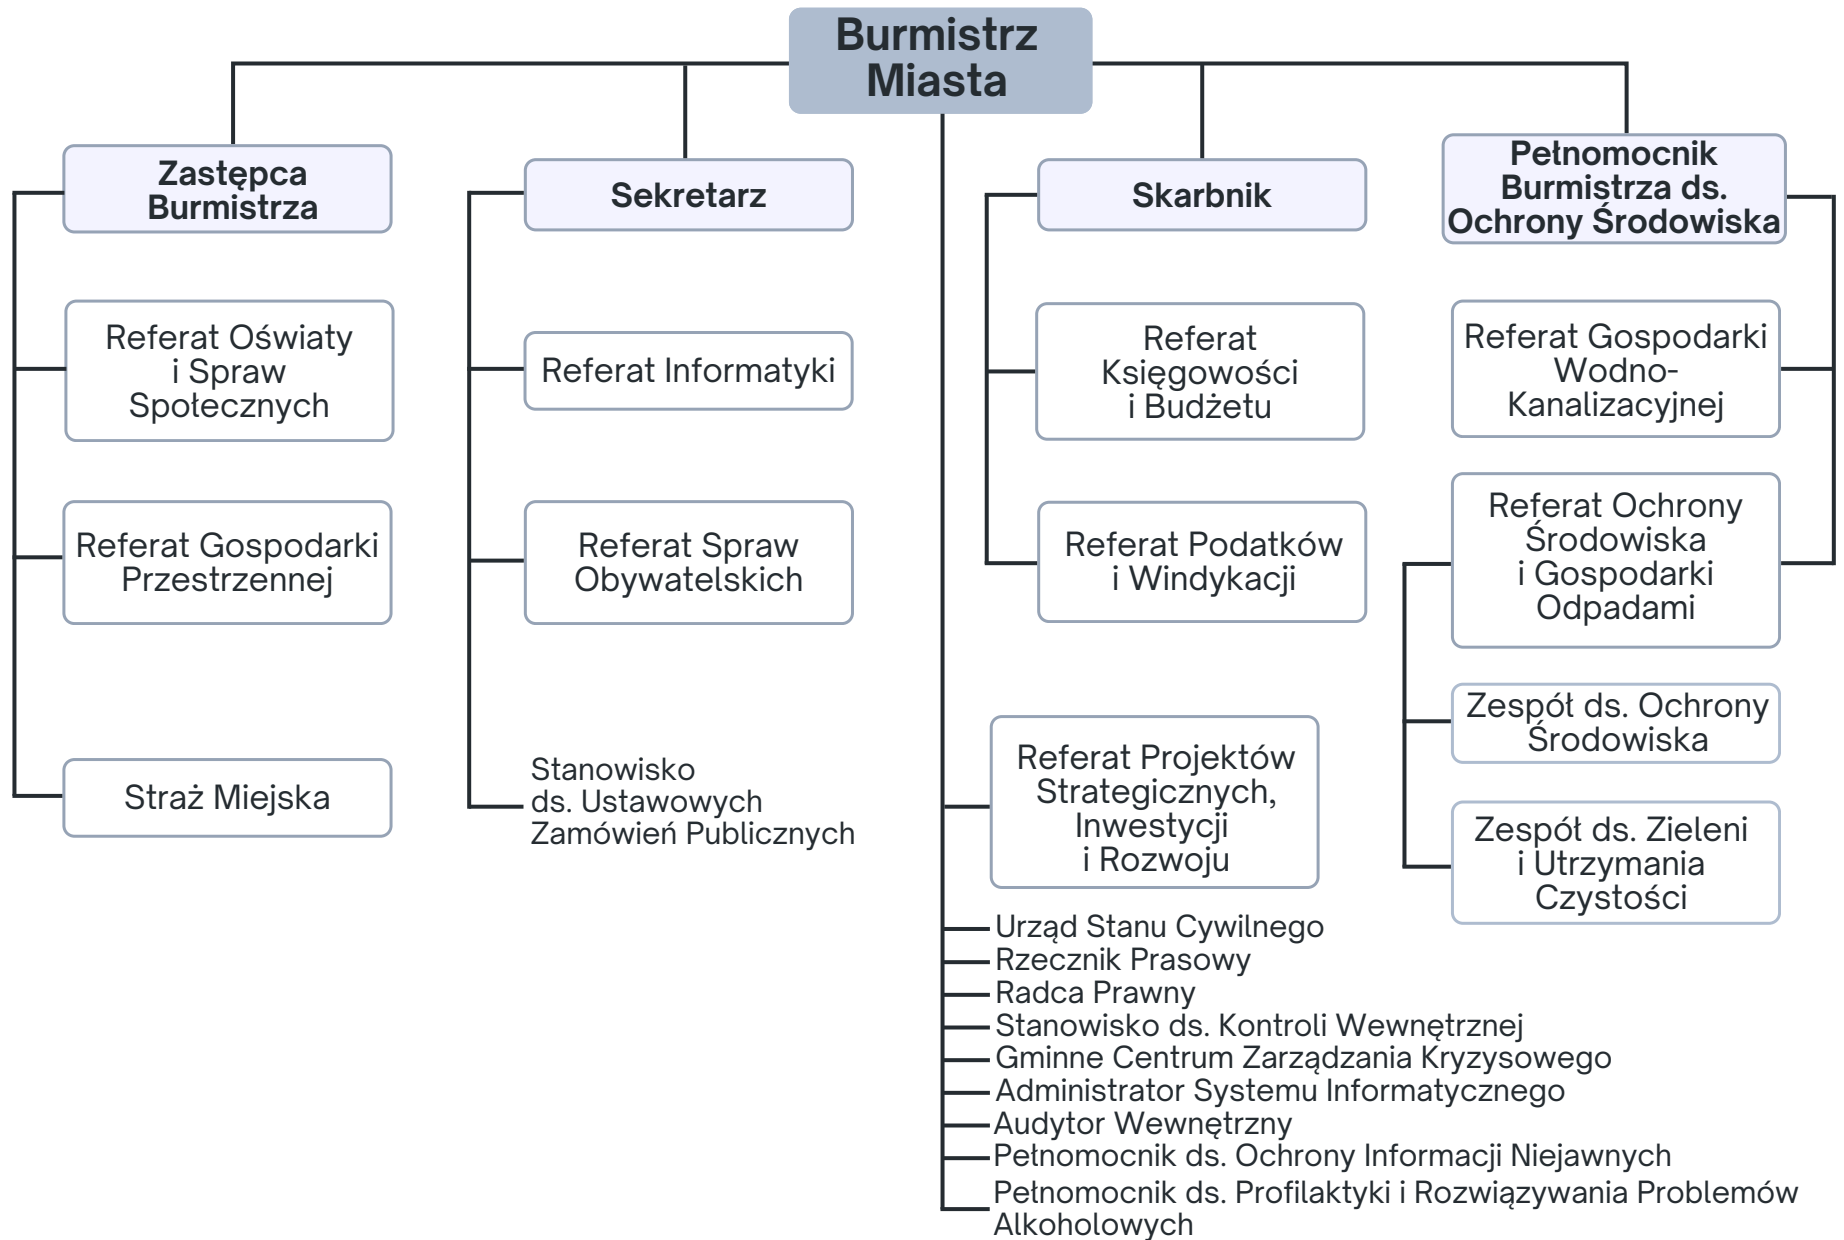 Burmistrz
Miasta
Zastępca
Burmistrza
Referat Oświaty
i Spraw
Społecznych
Referat Gospodarki
Przestrzennej
Straż Miejska
Sekretarz
Referat Informatyki
Referat Spraw
Obywatelskich
Stanowisko
ds. Ustawowych
Zamówień Publicznych
Skarbnik
Referat
Księgowości
i Budżetu
Referat Podatków
i Windykacji
Pełnomocnik
Burmistrza ds.
Ochrony Środowiska
Referat Gospodarki
Wodno-
Kanalizacyjnej
Referat Ochrony
Środowiska
i Gospodarki
Odpadami
Zespół ds. Ochrony
Środowiska
Zespół ds. Zieleni
i Utrzymania
Czystości
Referat Projektów
Strategicznych,
Inwestycji
i Rozwoju
Urząd Stanu Cywilnego
Rzecznik Prasowy
Radca Prawny
Stanowisko ds. Kontroli Wewnętrznej
Gminne Centrum Zarządzania Kryzysowego
Administrator Systemu Informatycznego
Audytor Wewnętrzny
Pełnomocnik ds. Ochrony Informacji Niejawnych
Pełnomocnik ds. Profilaktyki i Rozwiązywania Problemów
Alkoholowych